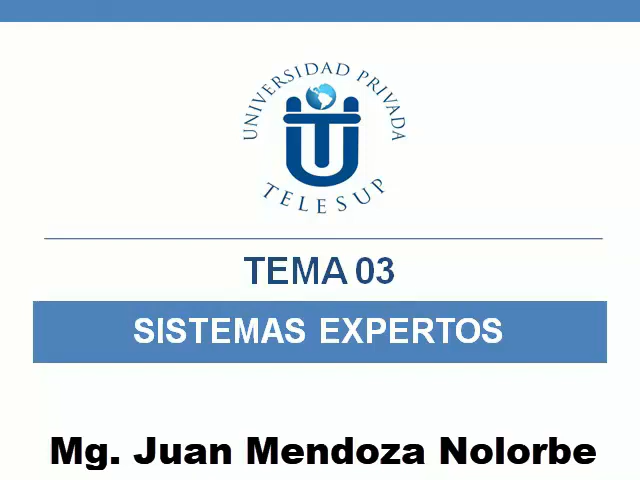 UNIVERSIDAD PRIVADA
TELESUP
TEMA 03
SISTEMAS EXPERTOS
Mg. Juan Mendoza Nolorbe